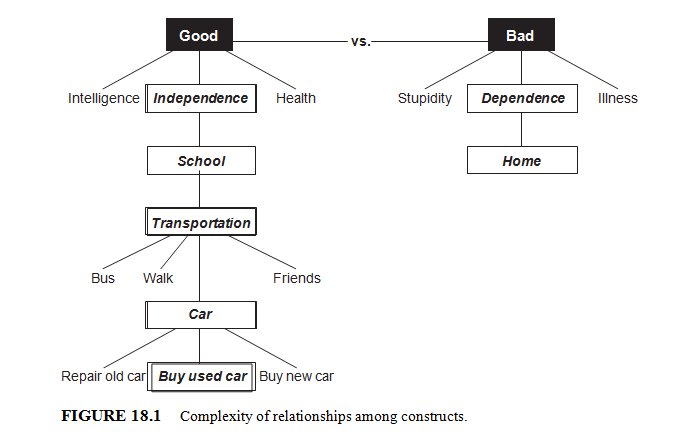 Good vs. Bad
Intelligence Independence Health Stupidity Dependence Illness
School Home
Transportation
Bus Walk Friends
Car
Repair old car Buy used car Buy new car
FIGURE 18.1 Complexity of relationships among constructs.